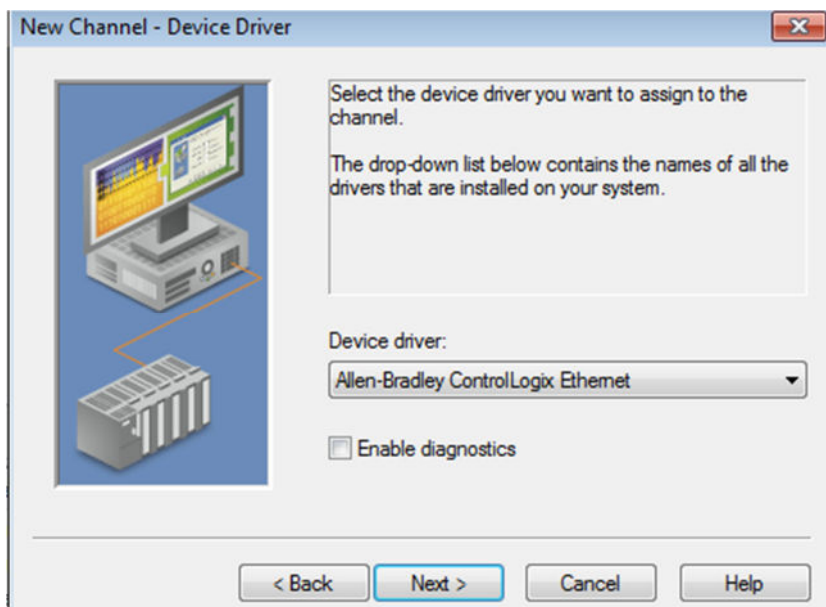 New Channel - Device Driver
Select the device driver you want to assign to the
channel.
The drop-down list below contains the names of all the
drivers that are installed on your system.
Device driver:
Allen-Bradley ControlLogix Ethernet
Enable diagnostics
< Back
Next >
Cancel
Help